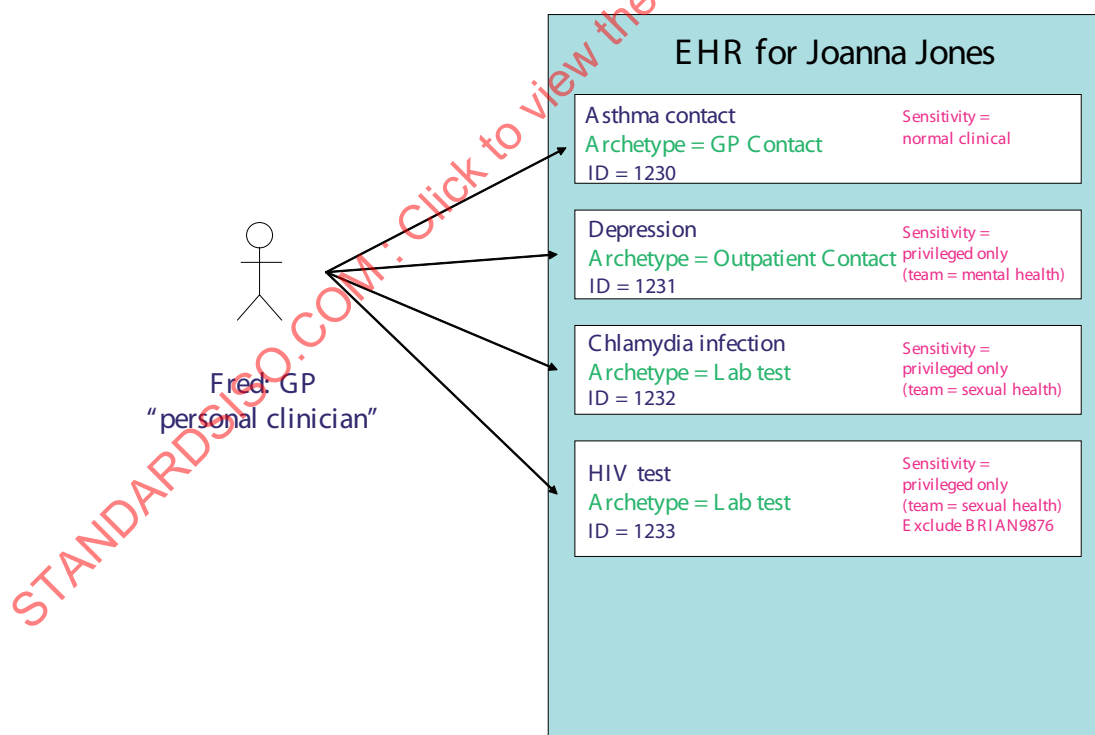 EHR for Joanna Jones
Asthma contact
Archetype = GP Contact
ID = 1230
Sensitivity =
normal clinical
Depression
Archetype = Outpatient Contact
ID = 1231
Sensitivity =
privileged only
(team = mental health)
Chlamydia infection
Archetype = Lab test
ID = 1232
Sensitivity =
privileged only
(team = sexual health)
HIV test
Archetype = Lab test
ID = 1233
Sensitivity =
privileged only
(team = sexual health)
Exclude BRIAN9876
Fred: GP
“personal clinician”
STANDARDSISO.COM : Click to view the